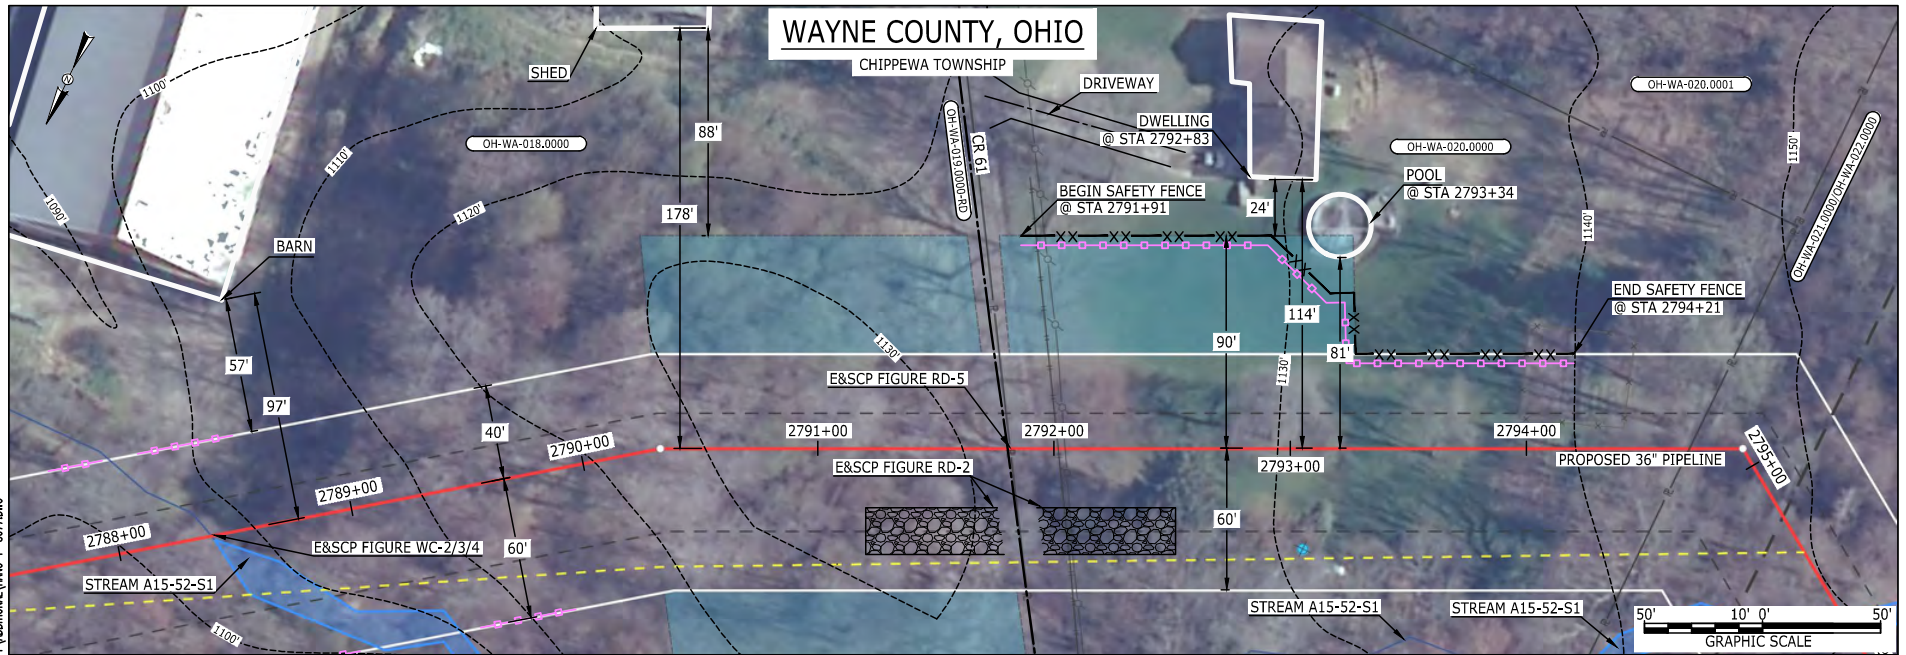 WAYNE COUNTY, OHIO
CHIPPEWA TOWNSHIP
N
1100'
SHED
DRIVEWAY
OH-WA-020.0001
DWELLING
@ STA 2792+83
88'
OH-WA-018.0000
OH-WA-019.0000-RD
CR 61
OH-WA-020.0000
1150'
1110'
POOL
@ STA 2793+34
BEGIN SAFETY FENCE
@ STA 2791+91
1090'
1120'
178'
24'
1140'
OH-WA-021.0000/OH-WA-022.0000
BARN
END SAFETY FENCE
@ STA 2794+21
114'
57'
90'
81'
1130'
1130'
E&SCP FIGURE RD-5
97'
40'
2790+00
2791+00
2792+00
2794+00
2795+00
PROPOSED 36" PIPELINE
2793+00
E&SCP FIGURE RD-2
2789+00
2788+00
60'
E&SCP FIGURE WC-2/3/4
60'
STREAM A15-52-S1
STREAM A15-52-S1
STREAM A15-52-S1
1100'
50' 10' 0' 50'
GRAPHIC SCALE